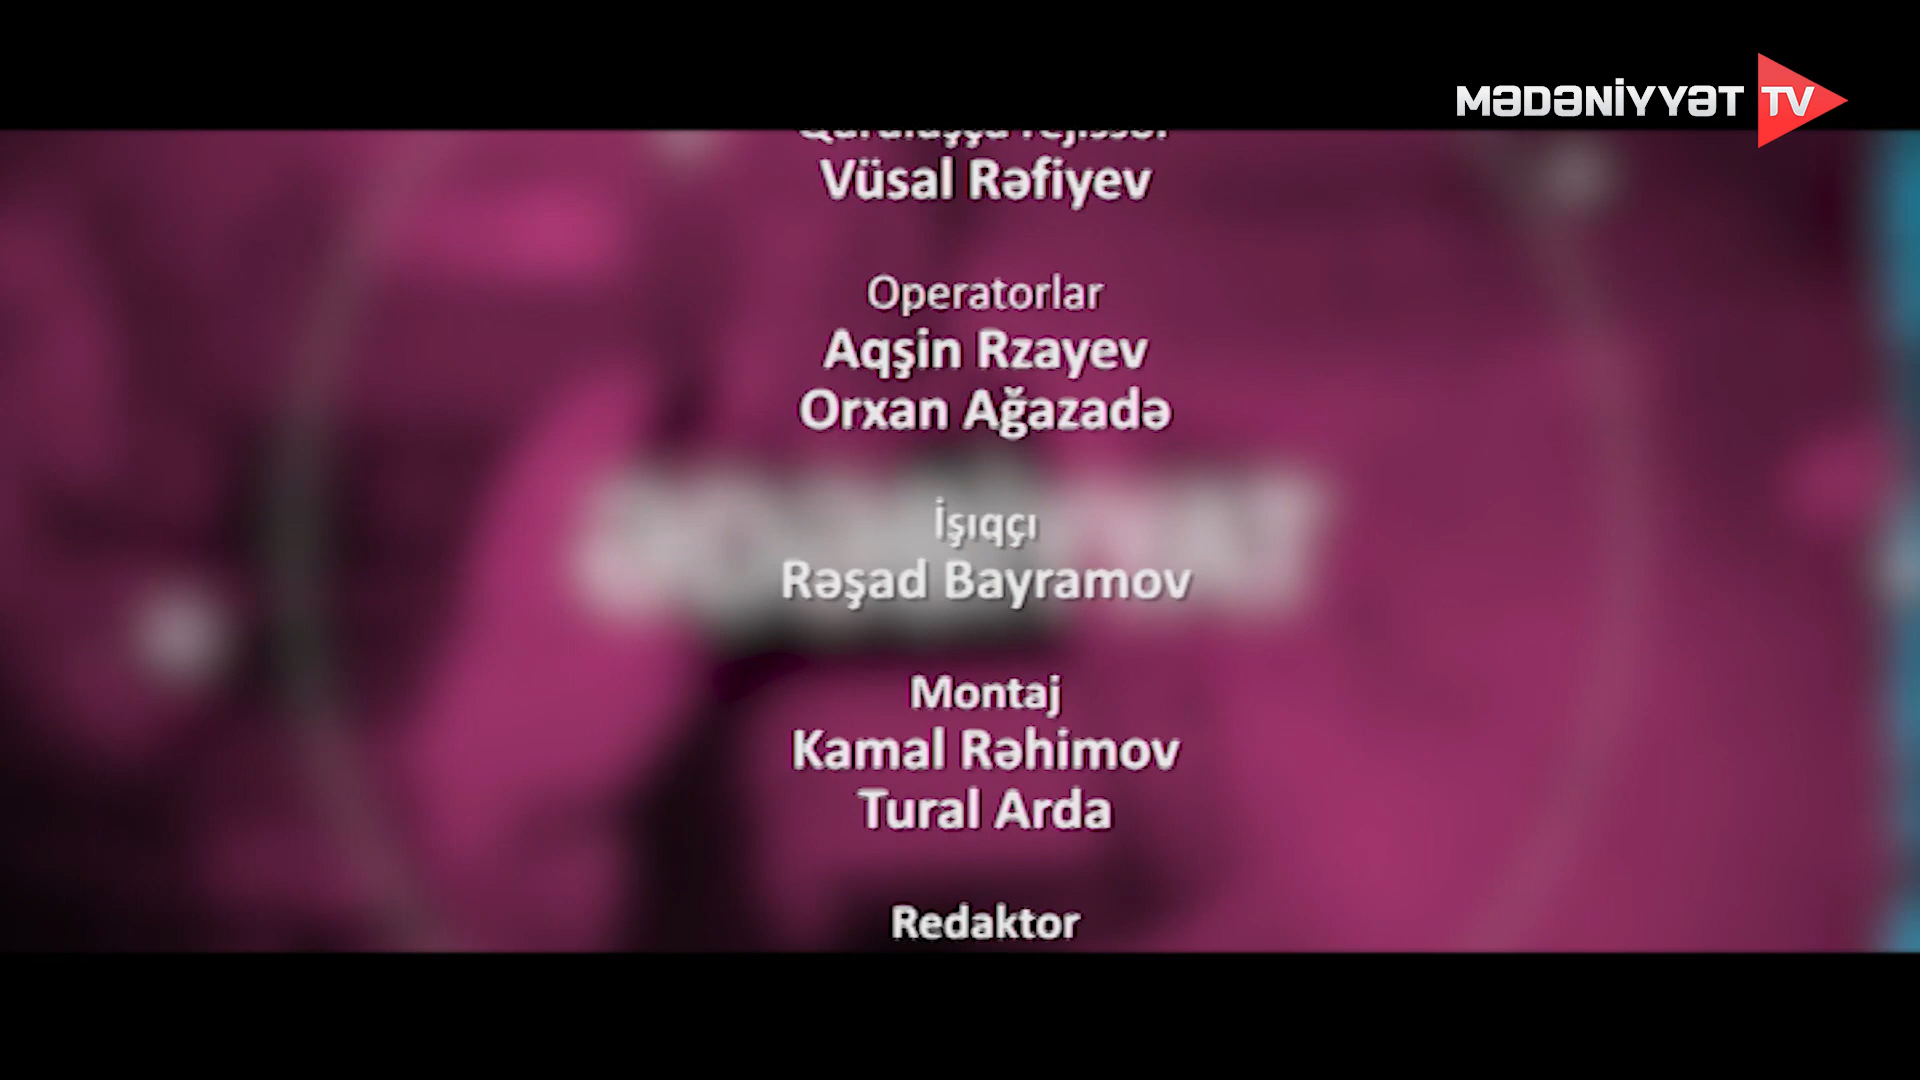 MƏDƏNİYYƏT TV
Vüsal Rəfiyev
Operatorlar
Aqşin Rzayev
Orxan Ağazadə
İşıqçı
Rəşad Bayramov
Montaj
Kamal Rəhimov
Tural Arda
Redaktor